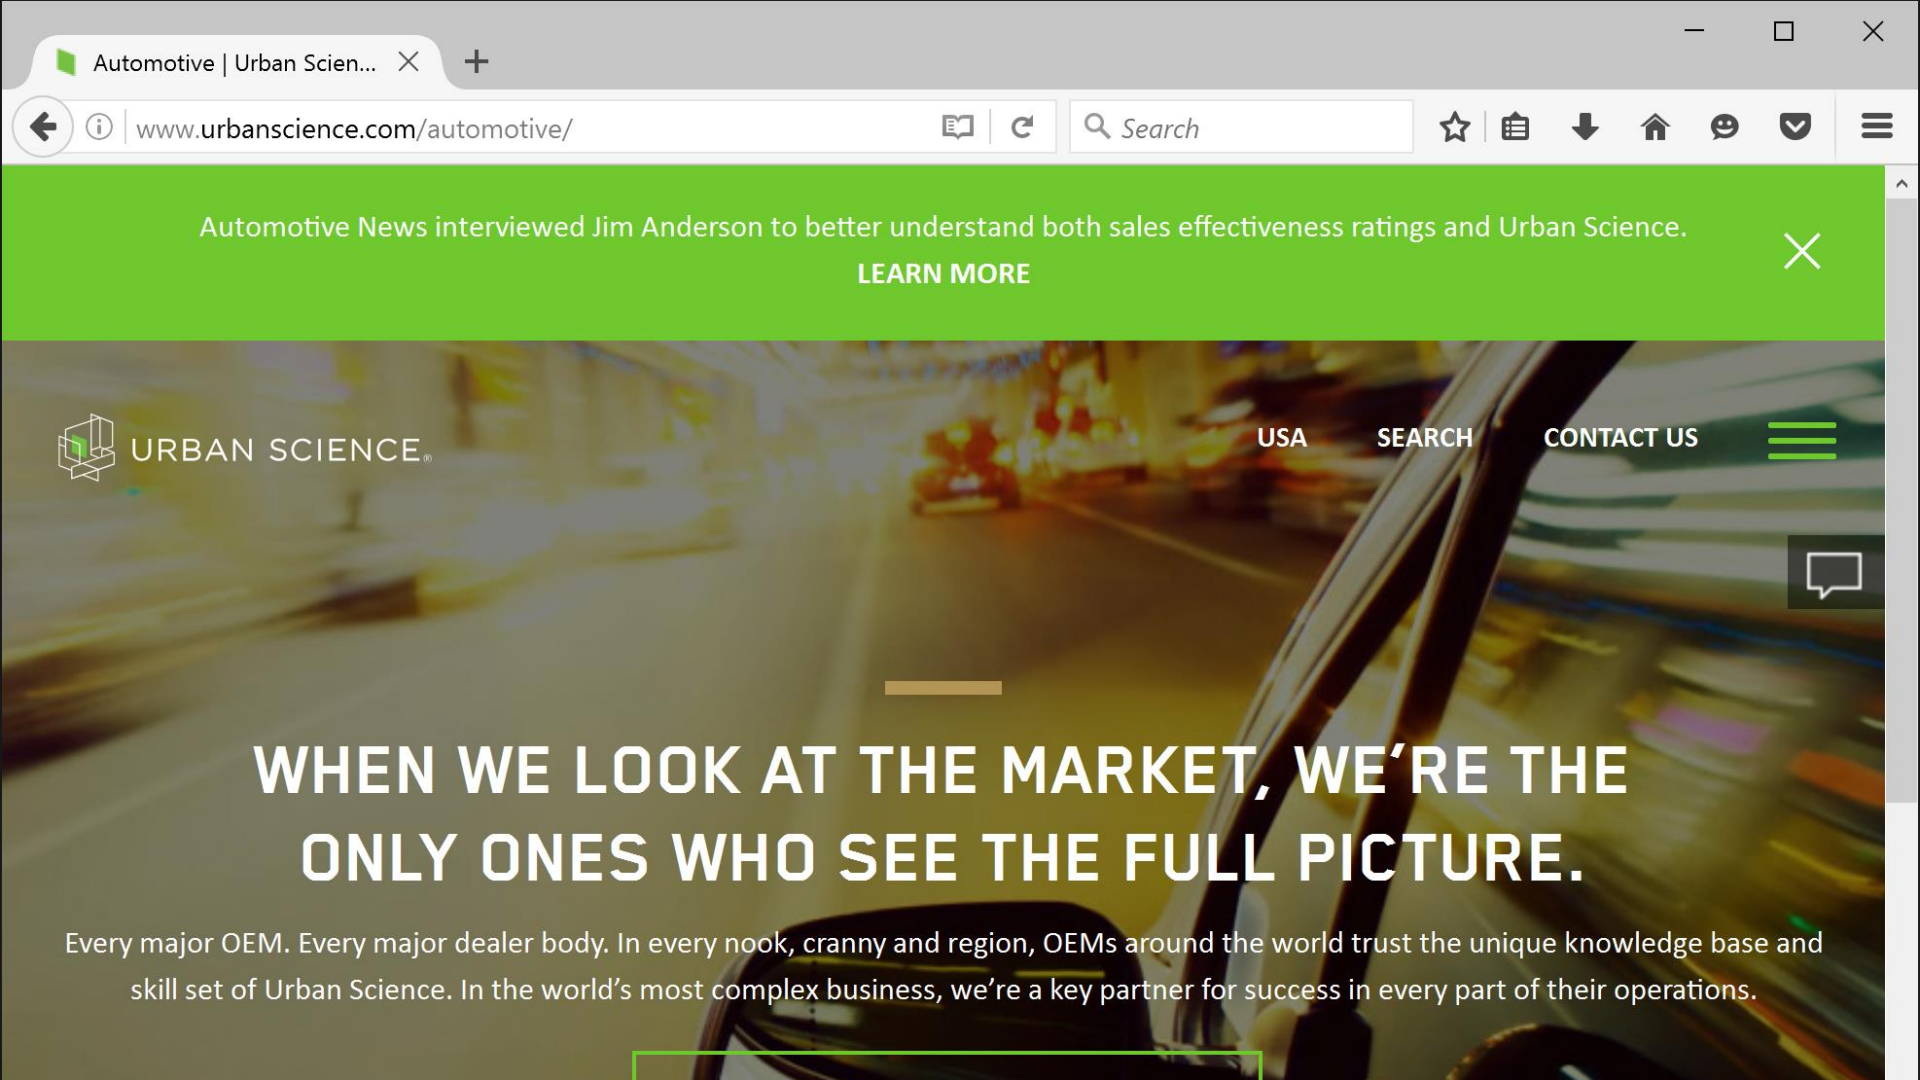 Automotive | Urban Scien...
www.urbanscience.com/automotive/
Search
Automotive News interviewed Jim Anderson to better understand both sales effectiveness ratings and Urban Science.
LEARN MORE
URBAN SCIENCE®
USA
SEARCH
CONTACT US
WHEN WE LOOK AT THE MARKET, WE’RE THE
ONLY ONES WHO SEE THE FULL PICTURE.
Every major OEM. Every major dealer body. In every nook, cranny and region, OEMs around the world trust the unique knowledge base and
skill set of Urban Science. In the world’s most complex business, we’re a key partner for success in every part of their operations.